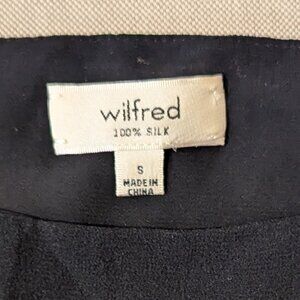 wilfred
100% SILK
S
MADE IN
CHINA